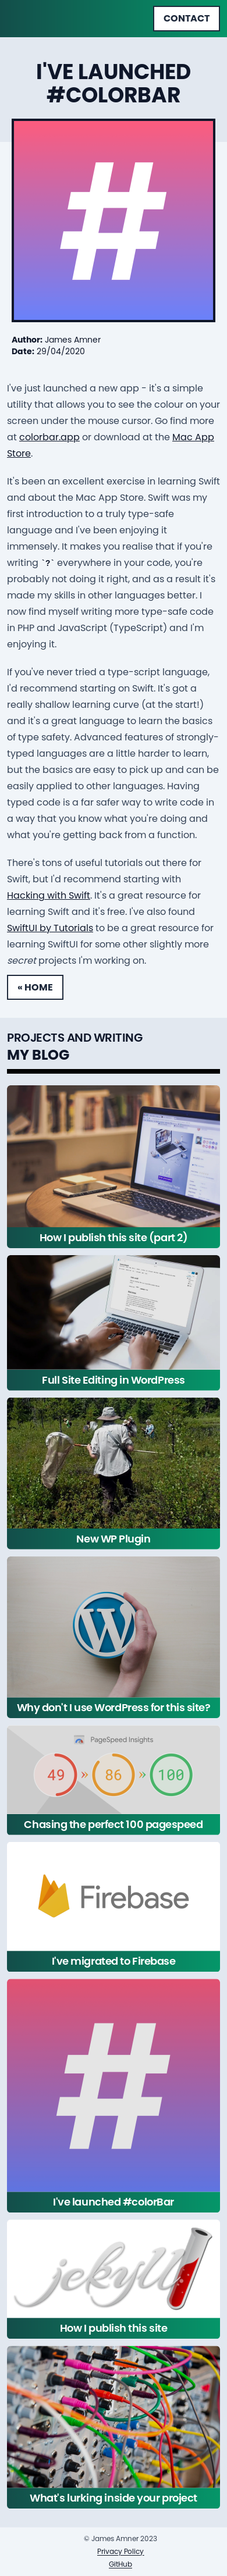 CONTACT
I'VE LAUNCHED
#COLORBAR
#
Author: James Amner
Date: 29/04/2020
I've just launched a new app - it's a simple
utility that allows you to see the colour on your
screen under the mouse cursor. Go find more
at colorbar.app or download at the Mac App
Store.
It's been an excellent exercise in learning Swift
and about the Mac App Store. Swift was my
first introduction to a truly type-safe
language and I've been enjoying it
immensely. It makes you realise that if you're
writing `?` everywhere in your code, you're
probably not doing it right, and as a result it's
made my skills in other languages better. I
now find myself writing more type-safe code
in PHP and JavaScript (TypeScript) and I'm
enjoying it.
If you've never tried a type-script language,
I'd recommend starting on Swift. It's got a
really shallow learning curve (at the start!)
and it's a great language to learn the basics
of type safety. Advanced features of strongly-
typed languages are a little harder to learn,
but the basics are easy to pick up and can be
easily applied to other languages. Having
typed code is a far safer way to write code in
a way that you know what you're doing and
what you're getting back from a function.
There's tons of useful tutorials out there for
Swift, but I'd recommend starting with
Hacking with Swift. It's a great resource for
learning Swift and it's free. I've also found
SwiftUI by Tutorials to be a great resource for
learning SwiftUI for some other slightly more
secret projects I'm working on.
« HOME
PROJECTS AND WRITING
MY BLOG
How I publish this site (part 2)
Full Site Editing in WordPress
New WP Plugin
Why don't I use WordPress for this site?
PageSpeed Insights
49 » 86 » 100
Chasing the perfect 100 pagespeed
Firebase
I've migrated to Firebase
#
I've launched #colorBar
jekyll
How I publish this site
What's lurking inside your project
© James Amner 2023
Privacy Policy
GitHub